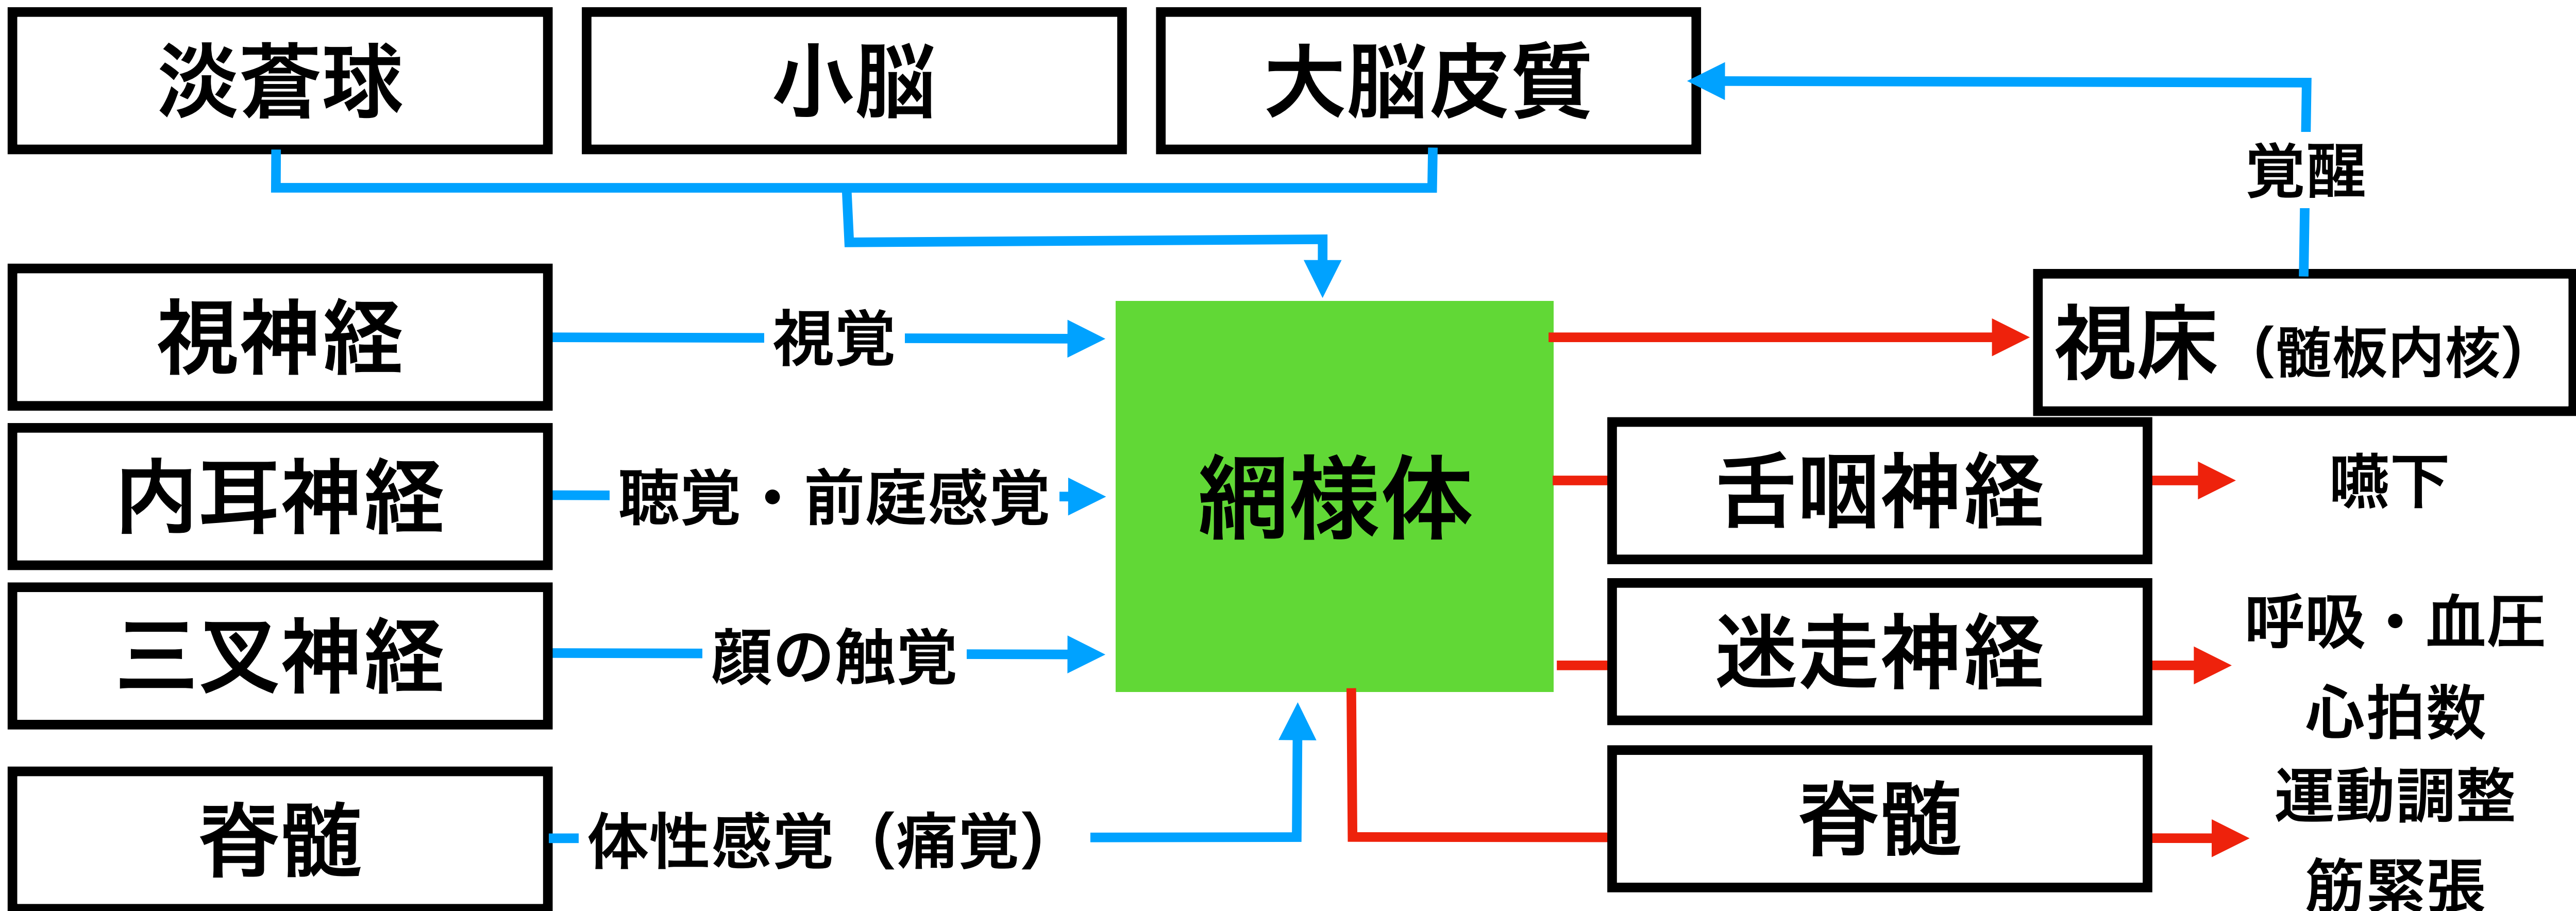 淡蒼球
小脳
大脳皮質
覚醒
視神経
視覚
視床（髄板内核）
内耳神経
聴覚・前庭感覚
網様体
舌咽神経
嚥下
三叉神経
顔の触覚
迷走神経
呼吸・血圧
心拍数
脊髄
体性感覚（痛覚）
脊髄
運動調整
筋緊張